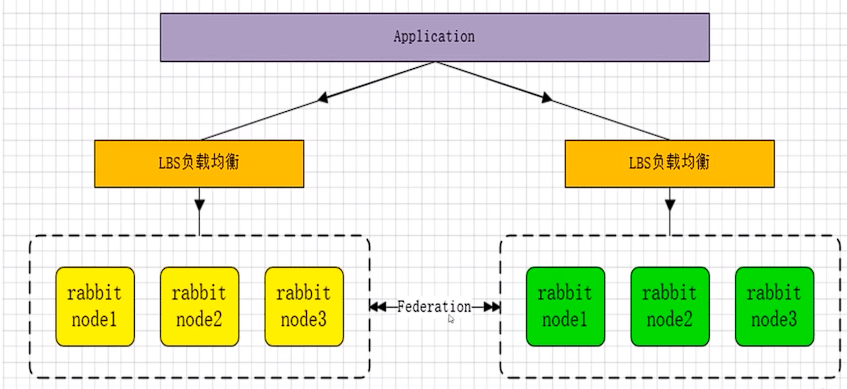 Application
LBS负载均衡
LBS负载均衡
rabbit
node1
rabbit
node2
rabbit
node3
Federation
rabbit
node1
rabbit
node2
rabbit
node3